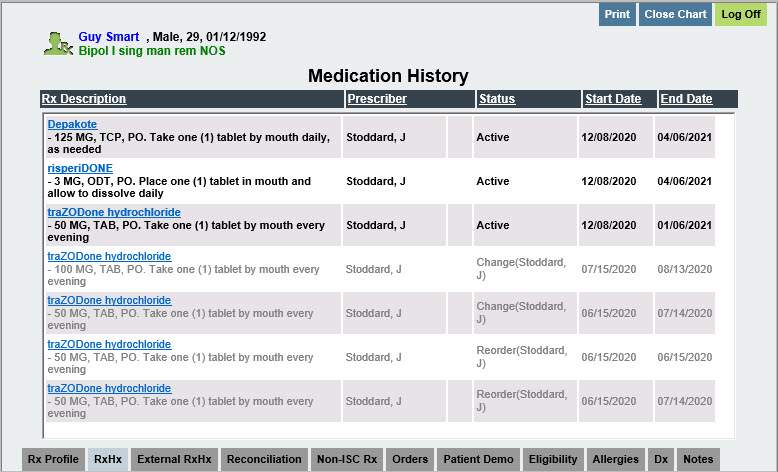 Print Close Chart Log Off
Guy Smart , Male, 29, 01/12/1992
Bipol I sing man rem NOS
Medication History
Rx Description Prescriber Status Start Date End Date
Depakote
- 125 MG, TCP, PO. Take one (1) tablet by mouth daily, as needed Stoddard, J Active 12/08/2020 04/06/2021
risperiDONE
- 3 MG, ODT, PO. Place one (1) tablet in mouth and allow to dissolve daily Stoddard, J Active 12/08/2020 04/06/2021
traZODone hydrochloride
- 50 MG, TAB, PO. Take one (1) tablet by mouth every evening Stoddard, J Active 12/08/2020 01/06/2021
traZODone hydrochloride
- 100 MG, TAB, PO. Take one (1) tablet by mouth every evening Stoddard, J Change(Stoddard, J) 07/15/2020 08/13/2020
traZODone hydrochloride
- 50 MG, TAB, PO. Take one (1) tablet by mouth every evening Stoddard, J Change(Stoddard, J) 06/15/2020 07/14/2020
traZODone hydrochloride
- 50 MG, TAB, PO. Take one (1) tablet by mouth every evening Stoddard, J Reorder(Stoddard, J) 06/15/2020 06/15/2020
traZODone hydrochloride
- 50 MG, TAB, PO. Take one (1) tablet by mouth every evening Stoddard, J Reorder(Stoddard, J) 06/15/2020 07/14/2020
Rx Profile RxHx External RxHx Reconciliation Non-ISC Rx Orders Patient Demo Eligibility Allergies Dx Notes